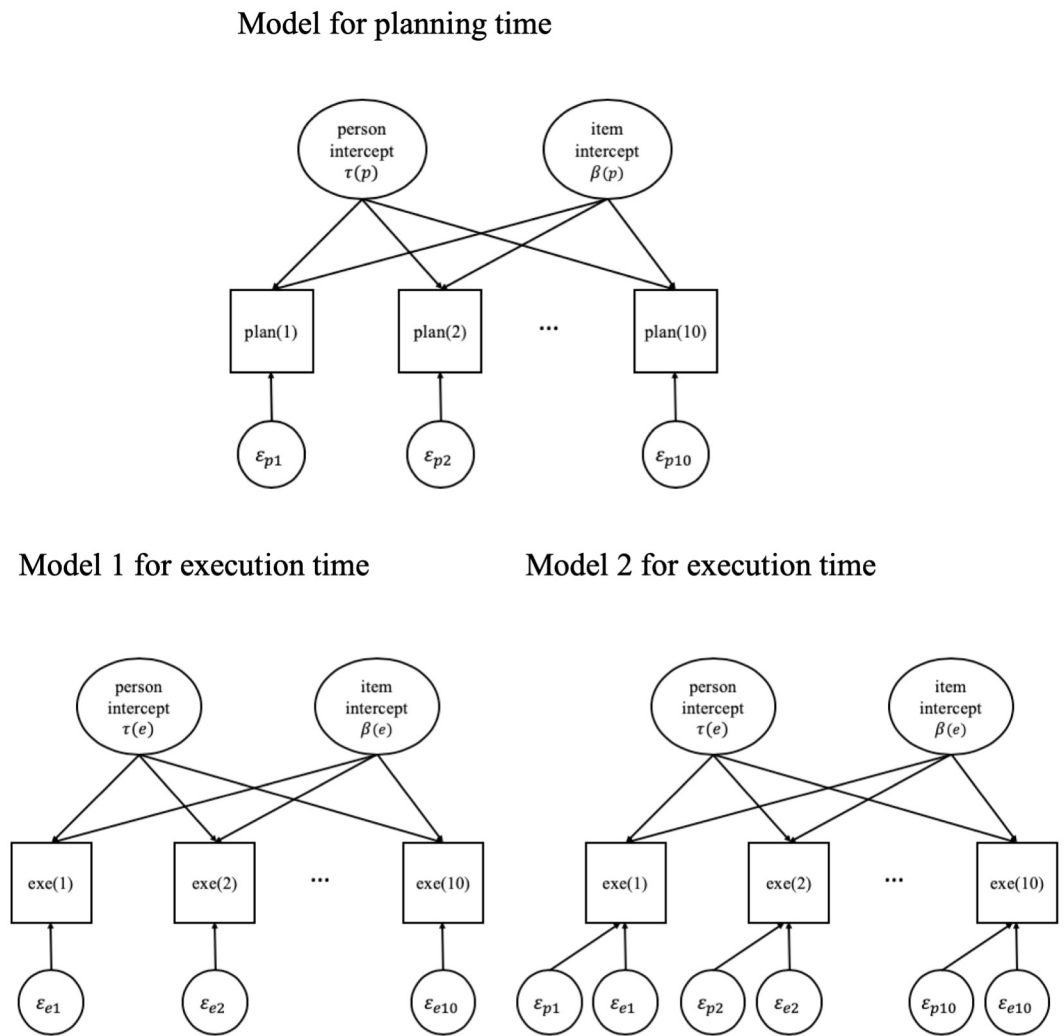 Model for planning time
person
intercept
τ(p)
item
intercept
β(p)
plan(1)
plan(2)
...
plan(10)
εp1
εp2
εp10
Model 1 for execution time
Model 2 for execution time
person
intercept
τ(e)
item
intercept
β(e)
person
intercept
τ(e)
item
intercept
β(e)
exe(1)
exe(2)
...
exe(10)
exe(1)
exe(2)
...
exe(10)
εe1
εe2
εe10
εp1
εe1
εp2
εe2
εp10
εe10